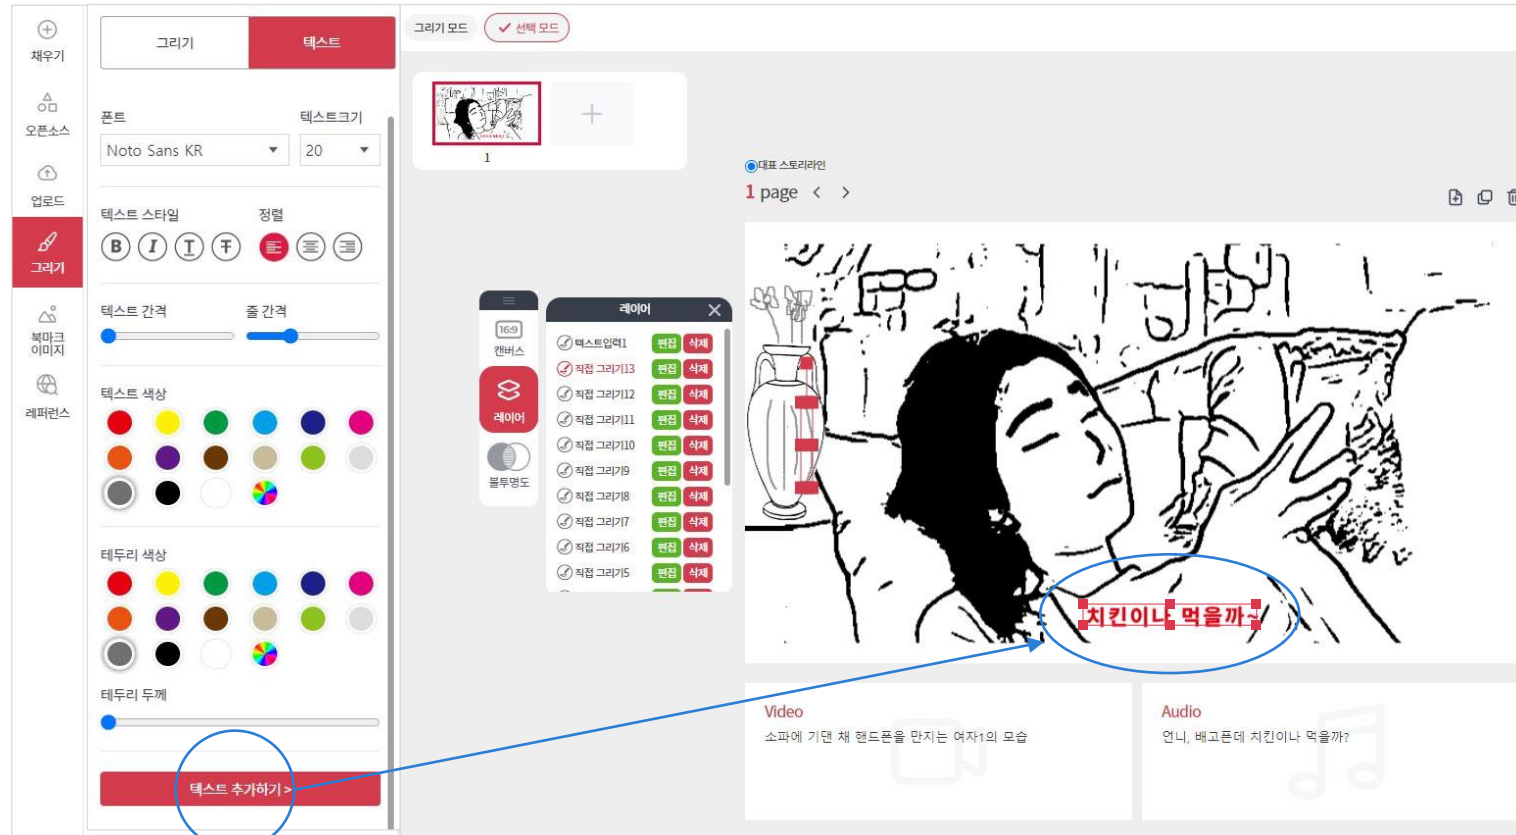 채우기
오픈소스
업로드
그리기
북마크
이미지
레퍼런스
그리기
텍스트
폰트
텍스트크기
Noto Sans KR
20
텍스트 스타일
정렬
B I T T
텍스트 간격
줄 간격
텍스트 색상
테두리 색상
테두리 두께
텍스트 추가하기 >
그리기 모드
선택 모드
1
대표 스토리라인
1 page < >
16:9
캔버스
레이어
불투명도
레이어
텍스트입력1 편집 삭제
직접 그리기13 편집 삭제
직접 그리기12 편집 삭제
직접 그리기11 편집 삭제
직접 그리기10 편집 삭제
직접 그리기9 편집 삭제
직접 그리기8 편집 삭제
직접 그리기7 편집 삭제
직접 그리기6 편집 삭제
직접 그리기5 편집 삭제
치킨이나 먹을까~
Video
소파에 기댄 채 핸드폰을 만지는 여자1의 모습
Audio
언니, 배고픈데 치킨이나 먹을까?